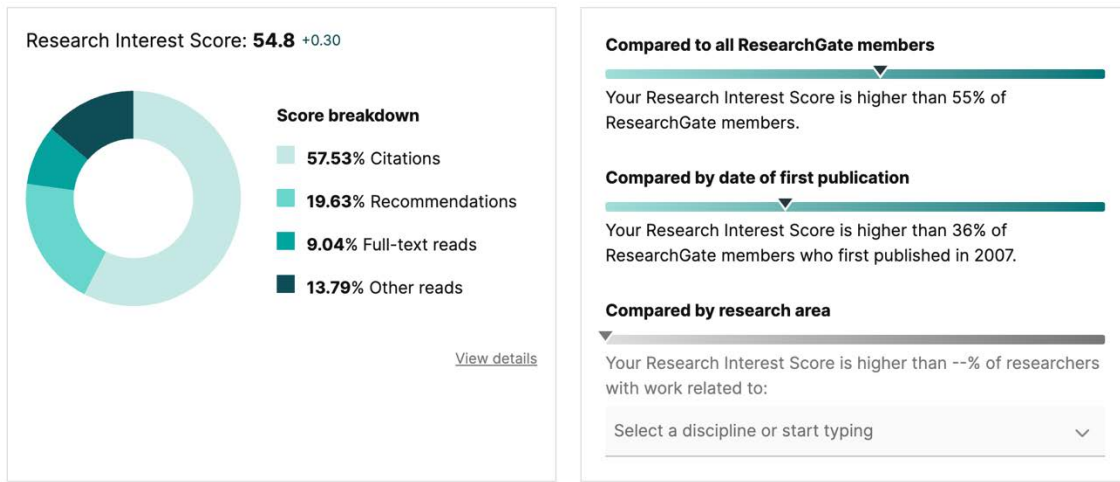 Research Interest Score: 54.8 +0.30
Score breakdown
57.53% Citations
19.63% Recommendations
9.04% Full-text reads
13.79% Other reads
View details
Compared to all ResearchGate members
Your Research Interest Score is higher than 55% of
ResearchGate members.
Compared by date of first publication
Your Research Interest Score is higher than 36% of
ResearchGate members who first published in 2007.
Compared by research area
Your Research Interest Score is higher than --% of researchers
with work related to:
Select a discipline or start typing